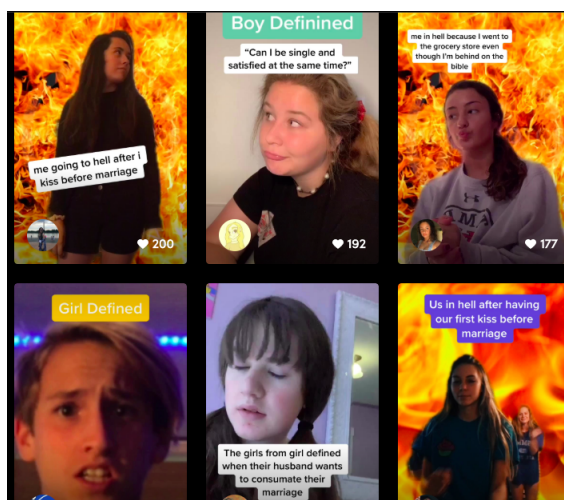 Boy Definined
“Can I be single and
satisfied at the same time?”
me in hell because I went to
the grocery store even
though I’m behind on the
bible
me going to hell after i
kiss before marriage
200
192
177
Girl Defined
Us in hell after having
our first kiss before
marriage
The girls from girl defined
when their husband wants
to consumate their
marriage